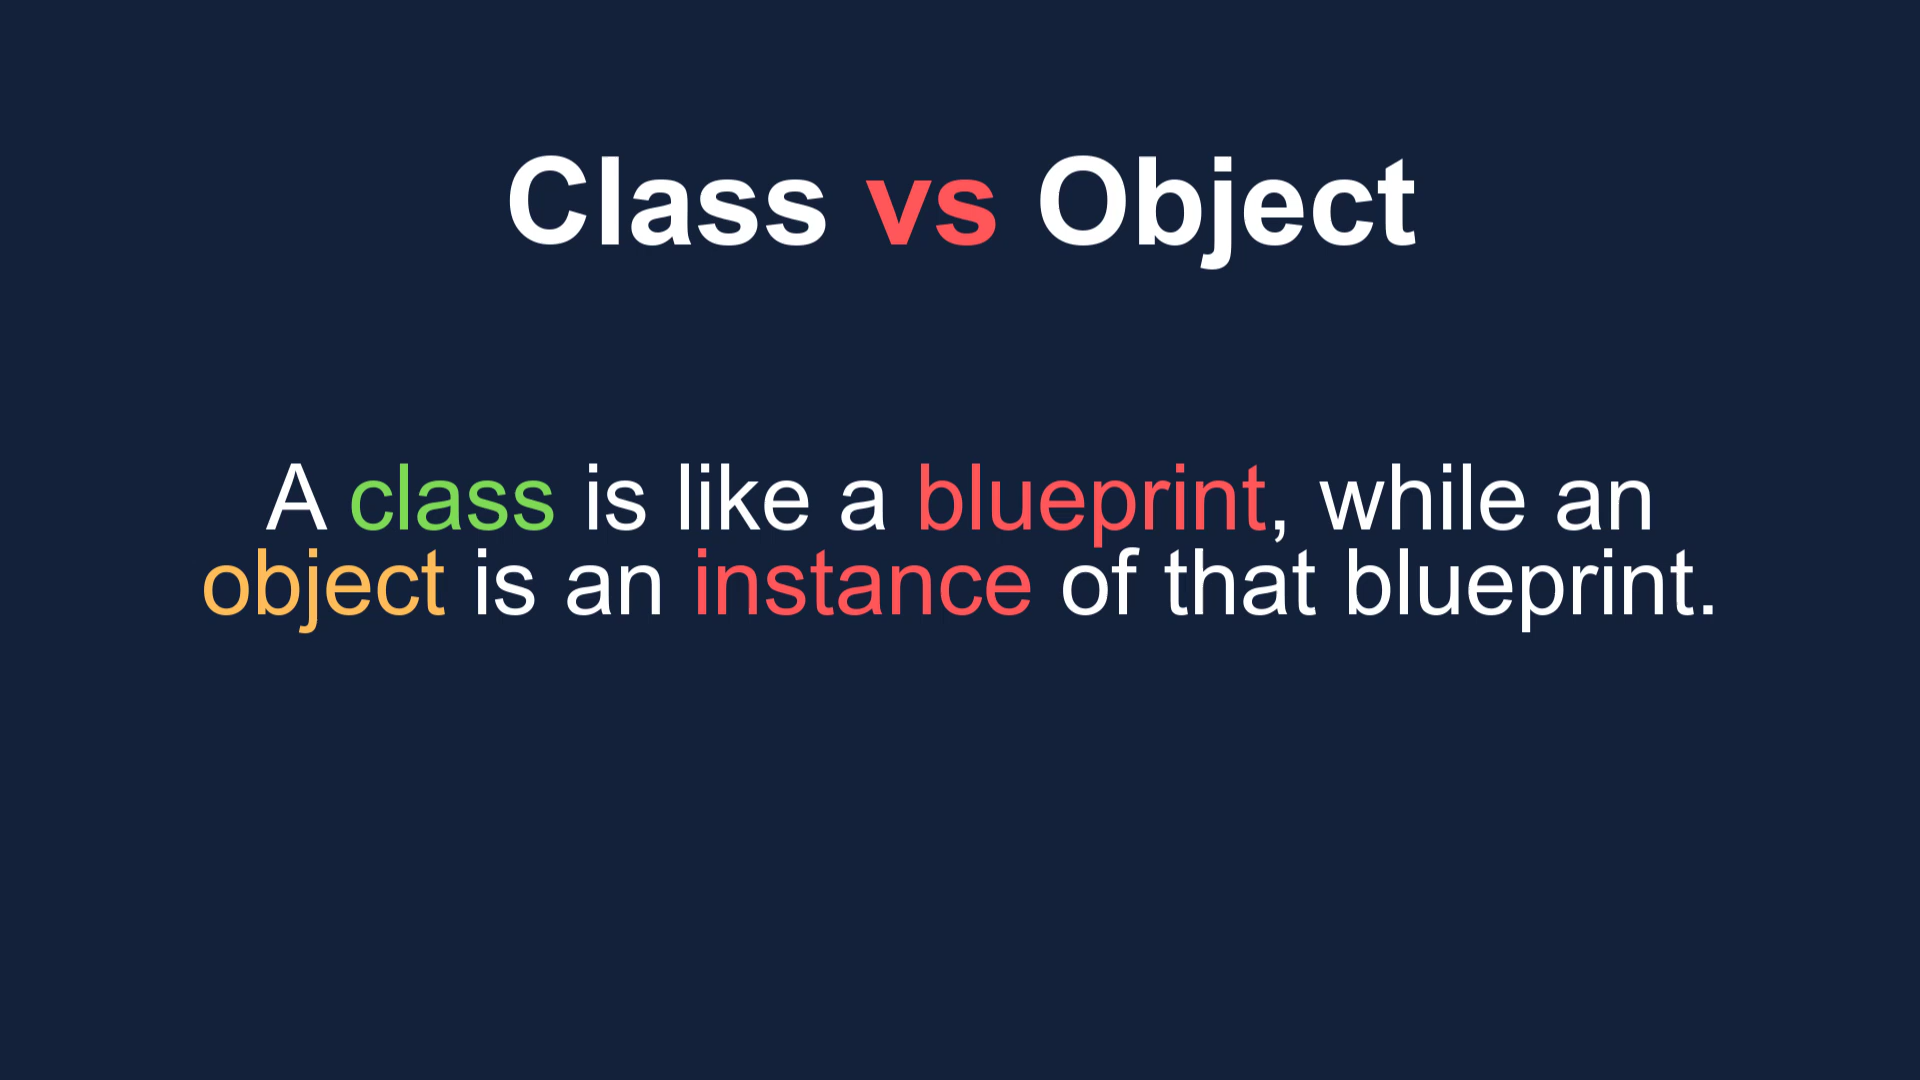 Class vs Object
A class is like a blueprint, while an
object is an instance of that blueprint.